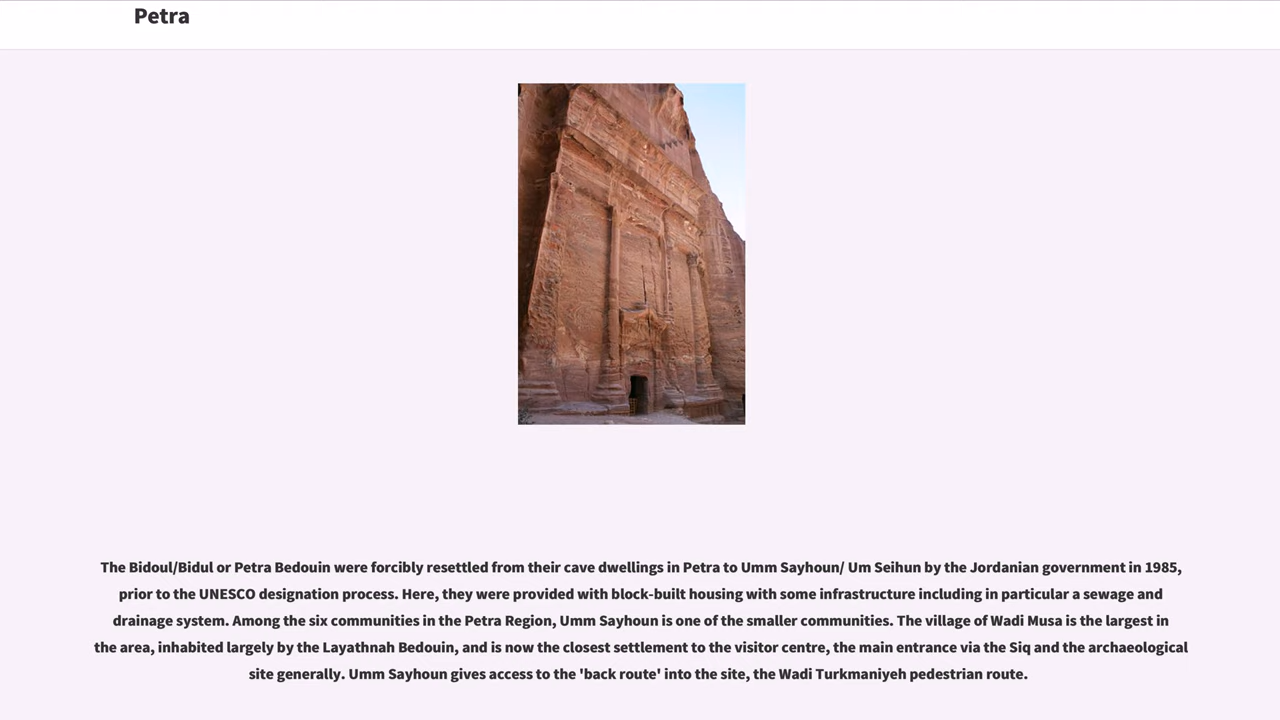 Petra
The Bidoul/Bidul or Petra Bedouin were forcibly resettled from their cave dwellings in Petra to Umm Sayhoun/ Um Seihun by the Jordanian government in 1985,
prior to the UNESCO designation process. Here, they were provided with block-built housing with some infrastructure including in particular a sewage and
drainage system. Among the six communities in the Petra Region, Umm Sayhoun is one of the smaller communities. The village of Wadi Musa is the largest in
the area, inhabited largely by the Layathnah Bedouin, and is now the closest settlement to the visitor centre, the main entrance via the Siq and the archaeological
site generally. Umm Sayhoun gives access to the 'back route' into the site, the Wadi Turkmaniyeh pedestrian route.